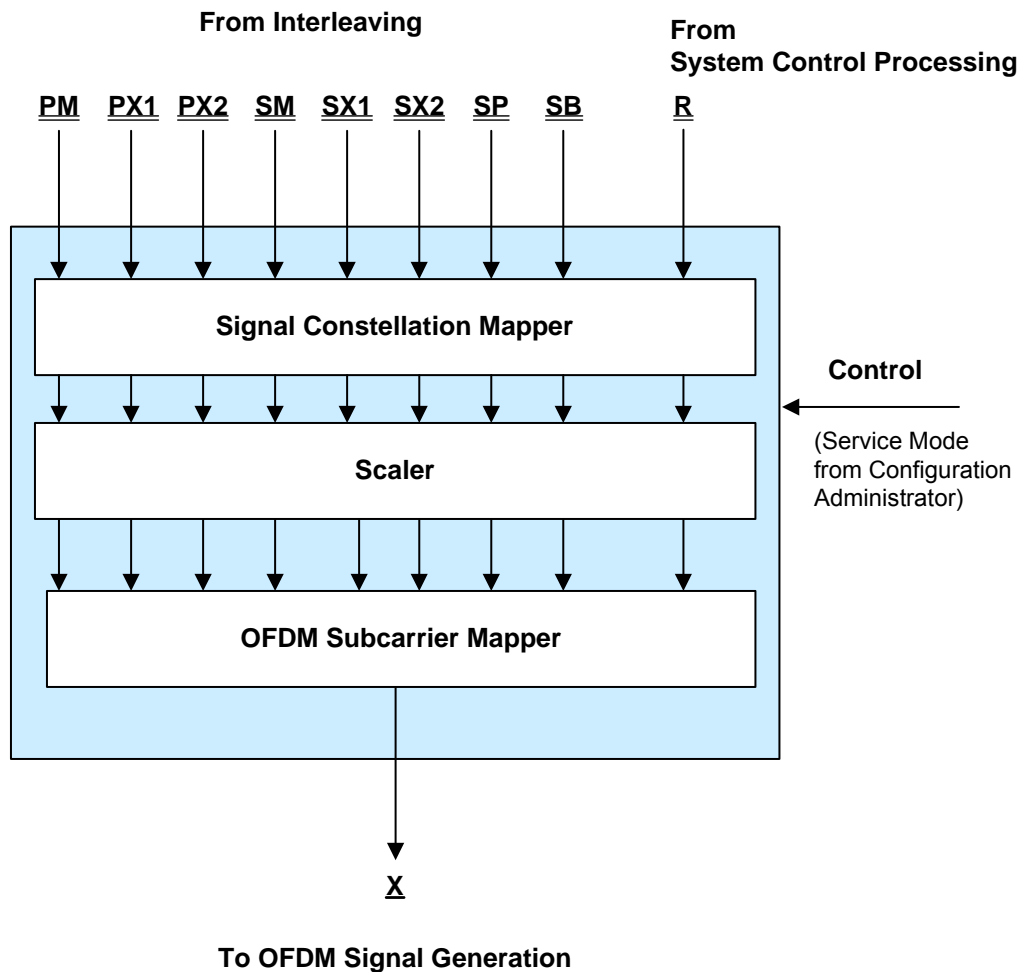 From Interleaving
From
System Control Processing
PM PX1 PX2 SM SX1 SX2 SP SB R
Signal Constellation Mapper
Control
(Service Mode
from Configuration
Administrator)
Scaler
OFDM Subcarrier Mapper
X
To OFDM Signal Generation